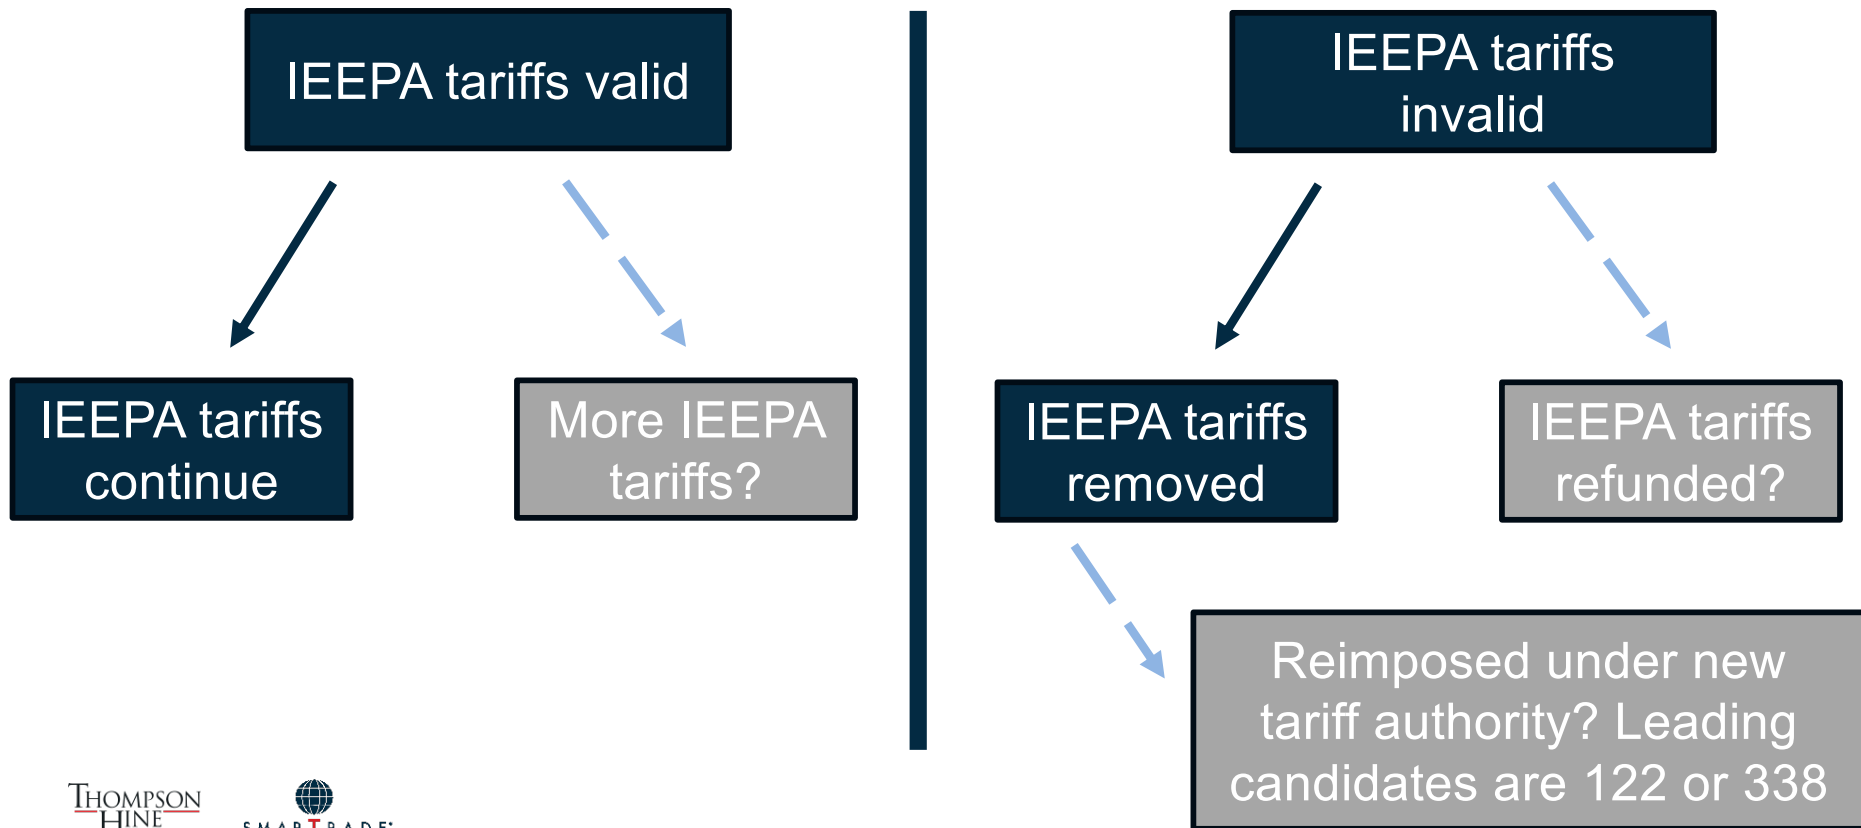 IEEPA tariffs valid
IEEPA tariffs
invalid
IEEPA tariffs
continue
More IEEPA
tariffs?
IEEPA tariffs
removed
IEEPA tariffs
refunded?
Reimposed under new
tariff authority? Leading
candidates are 122 or 338
THOMPSON
HINE
SMARTRADE